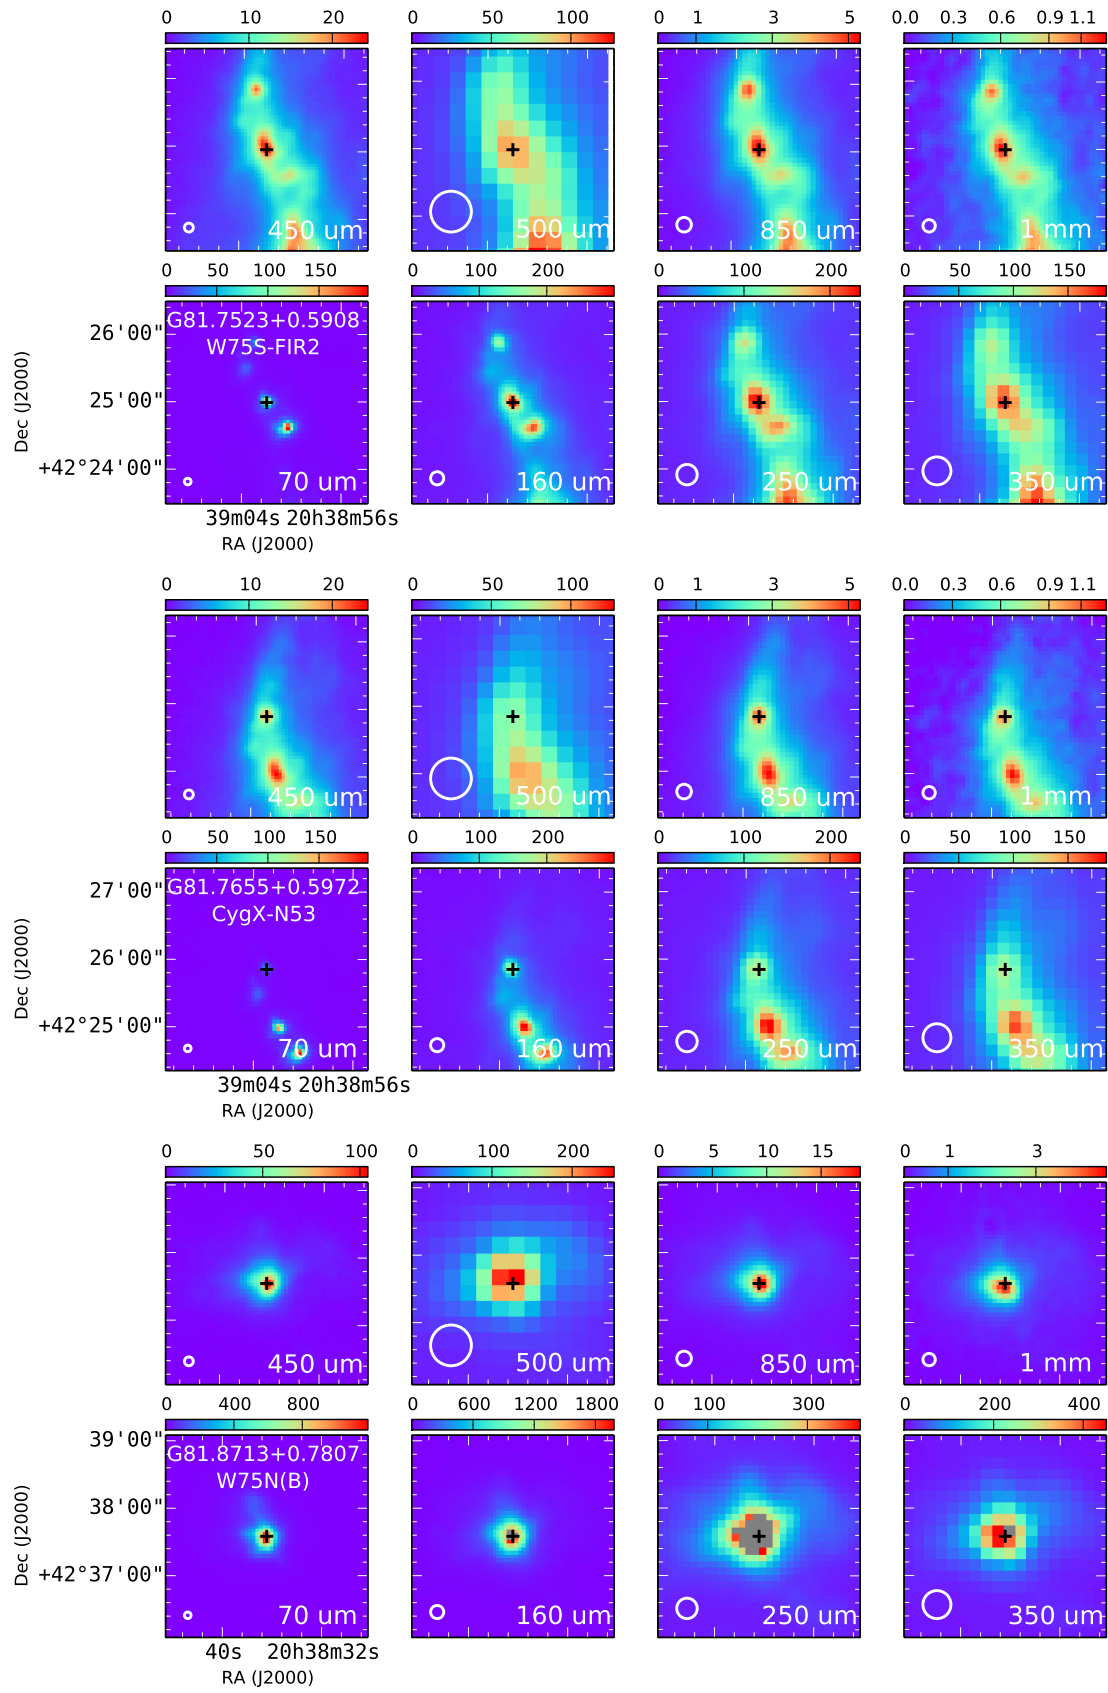 0 10 20
0 50 100
0 1 3 5
0.0 0.3 0.6 0.9 1.1
450 um
500 um
850 um
1 mm
0 50 100 150
0 100 200
0 100 200
0 50 100 150
26'00"
25'00"
+42°24'00"
Dec (J2000)
G81.7523+0.5908
W75S-FIR2
70 um
160 um
250 um
350 um
39m04s 20h38m56s
RA (J2000)
0 10 20
0 50 100
0 1 3 5
0.0 0.3 0.6 0.9 1.1
450 um
500 um
850 um
1 mm
0 50 100 150
0 100 200
0 100 200
0 50 100 150
27'00"
26'00"
+42°25'00"
Dec (J2000)
G81.7655+0.5972
CygX-N53
70 um
160 um
250 um
350 um
39m04s 20h38m56s
RA (J2000)
0 50 100
0 100 200
0 5 10 15
0 1 3
450 um
500 um
850 um
1 mm
0 400 800
0 600 1200 1800
0 100 300
0 200 400
39'00"
38'00"
+42°37'00"
Dec (J2000)
G81.8713+0.7807
W75N(B)
70 um
160 um
250 um
350 um
40s 20h38m32s
RA (J2000)